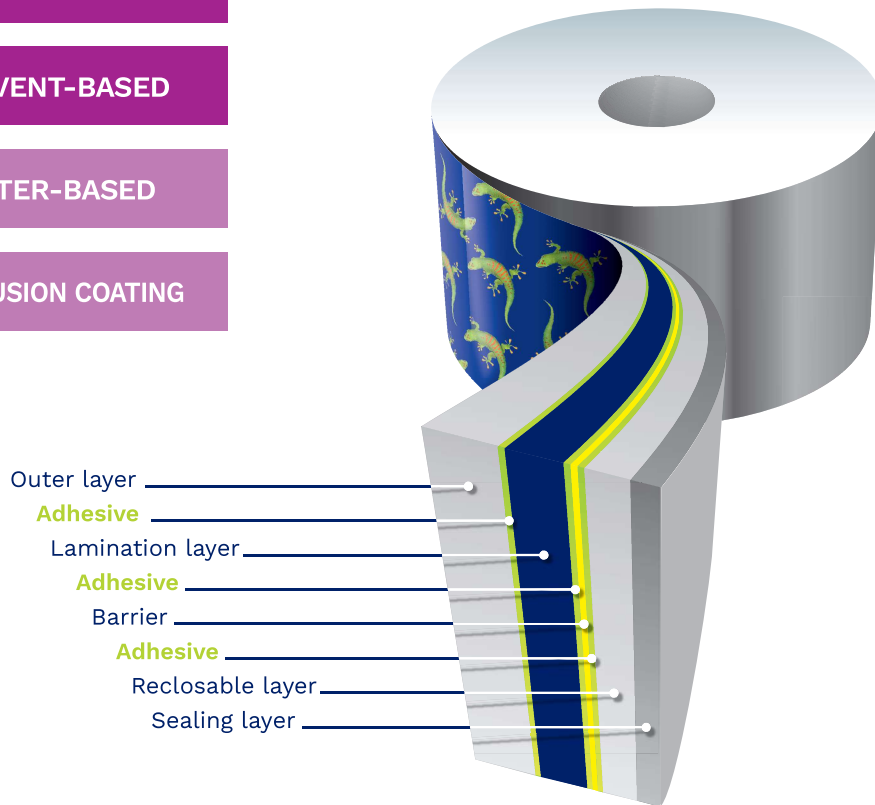 VENT-BASED
TER-BASED
USION COATING
Outer layer
Adhesive
Lamination layer
Adhesive
Barrier
Adhesive
Reclosable layer
Sealing layer